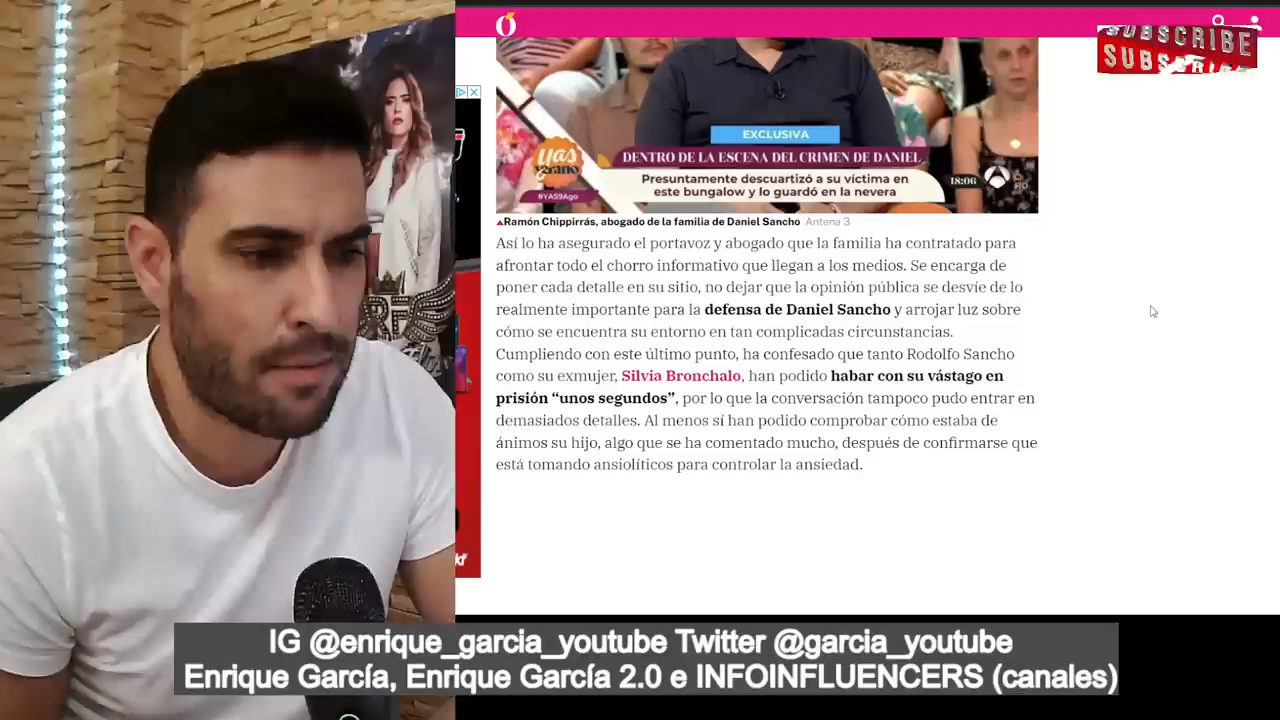 Ó
SUBSCRIBE
SUBSCRIBE
EXCLUSIVA
yas
verano
DENTRO DE LA ESCENA DEL CRIMEN DE DANIEL
Presuntamente descuartizó a su víctima en
este bungalow y lo guardó en la nevera
18:06
#YAS9Ago
▲Ramón Chippirrás, abogado de la familia de Daniel Sancho Antena 3
Así lo ha asegurado el portavoz y abogado que la familia ha contratado para
afrontar todo el chorro informativo que llegan a los medios. Se encarga de
poner cada detalle en su sitio, no dejar que la opinión pública se desvíe de lo
realmente importante para la defensa de Daniel Sancho y arrojar luz sobre
cómo se encuentra su entorno en tan complicadas circunstancias.
Cumpliendo con este último punto, ha confesado que tanto Rodolfo Sancho
como su exmujer, Silvia Bronchalo, han podido habar con su vástago en
prisión “unos segundos”, por lo que la conversación tampoco pudo entrar en
demasiados detalles. Al menos sí han podido comprobar cómo estaba de
ánimos su hijo, algo que se ha comentado mucho, después de confirmarse que
está tomando ansiolíticos para controlar la ansiedad.
RF
IG @enrique_garcia_youtube Twitter @garcia_youtube
Enrique García, Enrique García 2.0 e INFOINFLUENCERS (canales)